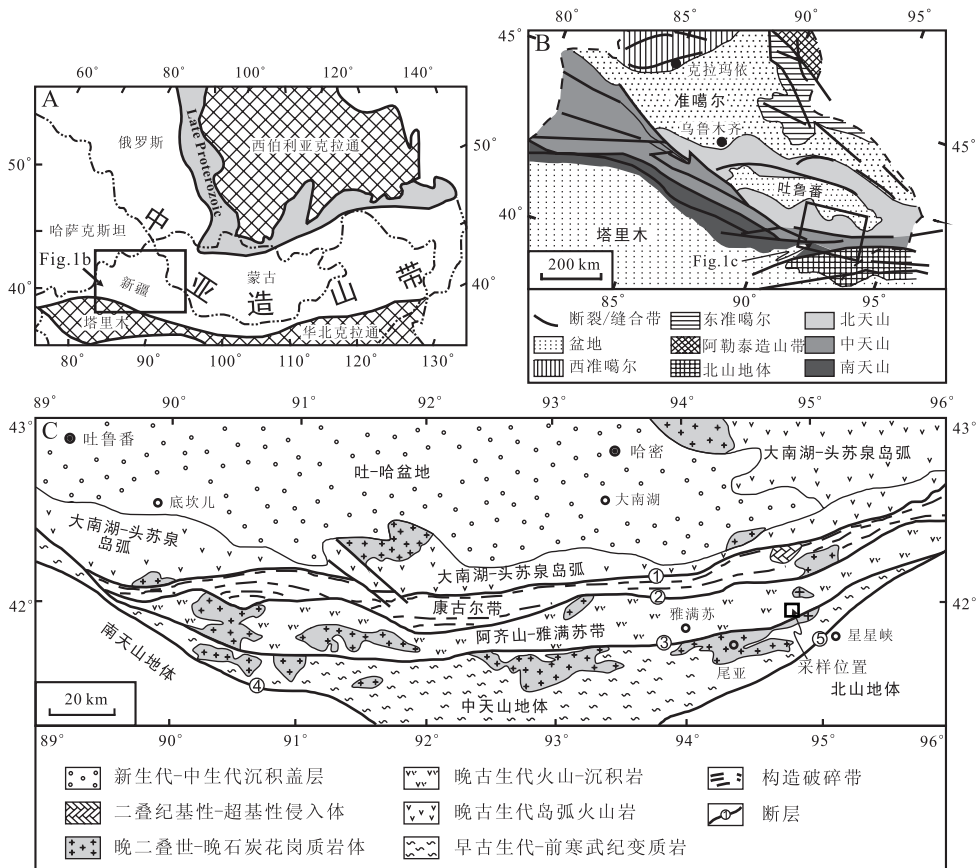 A
60°
80°
100°
120°
140°
50°
40°
50°
40°
80
90
100
110
120
130
俄罗斯
西伯利亚克拉通
Late Proterozoic
哈萨克斯坦
中亚造山带
Fig.1b
新疆
蒙古
塔里木
华北克拉通
B
80°
85°
90°
95°
45°
40°
45°
40°
85°
90
95
克拉玛依
准噶尔
乌鲁木齐
吐鲁番
塔里木
Fig.1c
200 km
断裂/缝合带
东准噶尔
北天山
盆地
阿勒泰造山带
中天山
西准噶尔
北山地体
南天山
C
89°
90°
91°
92°
93°
94°
95°
96°
43°
43°
42°
42°
吐鲁番
哈密
大南湖-头苏泉岛弧
吐-哈盆地
底坎儿
大南湖
大南湖-头苏泉
岛弧
大南湖-头苏泉岛弧
①
②
康古尔带
雅满苏
阿齐山-雅满苏带
③
⑤
星星峡
南天山地体
④
尾亚
采样位置
北山地体
中天山地体
20 km
89°
90°
91°
92°
93°
94°
95°
96°
新生代-中生代沉积盖层
晚古生代火山-沉积岩
构造破碎带
二叠纪基性-超基性侵入体
晚古生代岛弧火山岩
①
断层
晚二叠世-晚石炭花岗质岩体
早古生代-前寒武纪变质岩